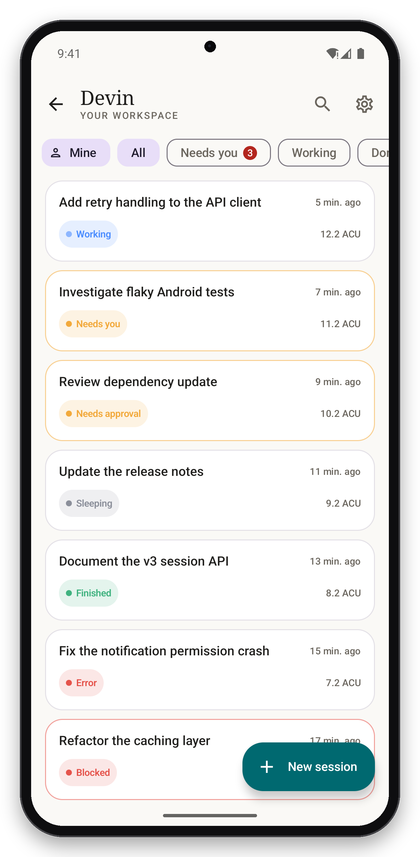 9:41
Devin
YOUR WORKSPACE
Mine All Needs you 3 Working Don
Add retry handling to the API client 5 min. ago
Working 12.2 ACU
Investigate flaky Android tests 7 min. ago
Needs you 11.2 ACU
Review dependency update 9 min. ago
Needs approval 10.2 ACU
Update the release notes 11 min. ago
Sleeping 9.2 ACU
Document the v3 session API 13 min. ago
Finished 8.2 ACU
Fix the notification permission crash 15 min. ago
Error 7.2 ACU
Refactor the caching layer 17 min. ago
Blocked
New session